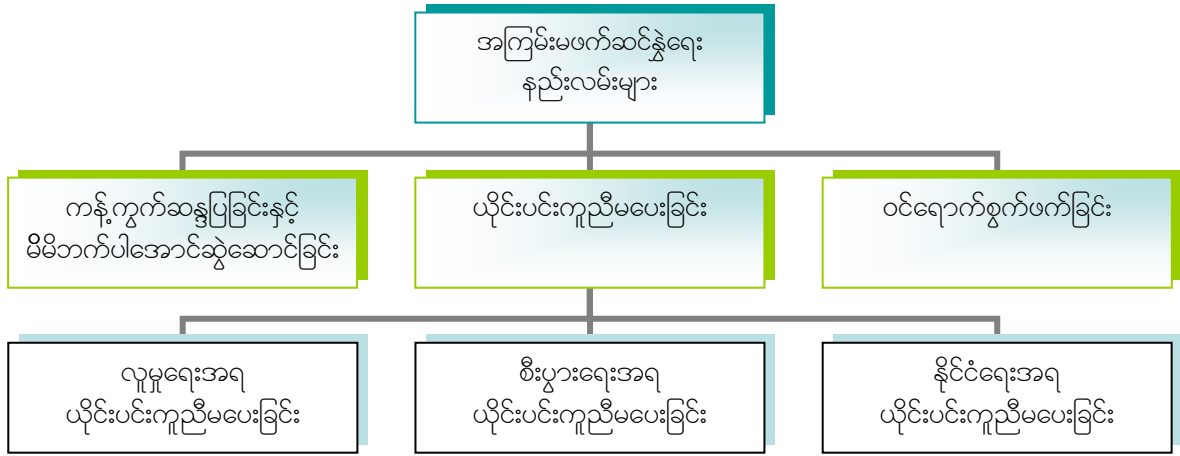 အကြမ်းမဖက်ဆင်နွှဲရေး
နည်းလမ်းများ
ကန့်ကွက်ဆန္ဒပြခြင်းနှင့်
မိမိဘက်ပါအောင်ဆွဲဆောင်ခြင်း
ယိုင်းပင်းကူညီမပေးခြင်း
ဝင်ရောက်စွက်ဖက်ခြင်း
လူမှုရေးအရ
ယိုင်းပင်းကူညီမပေးခြင်း
စီးပွားရေးအရ
ယိုင်းပင်းကူညီမပေးခြင်း
နိုင်ငံရေးအရ
ယိုင်းပင်းကူညီမပေးခြင်း